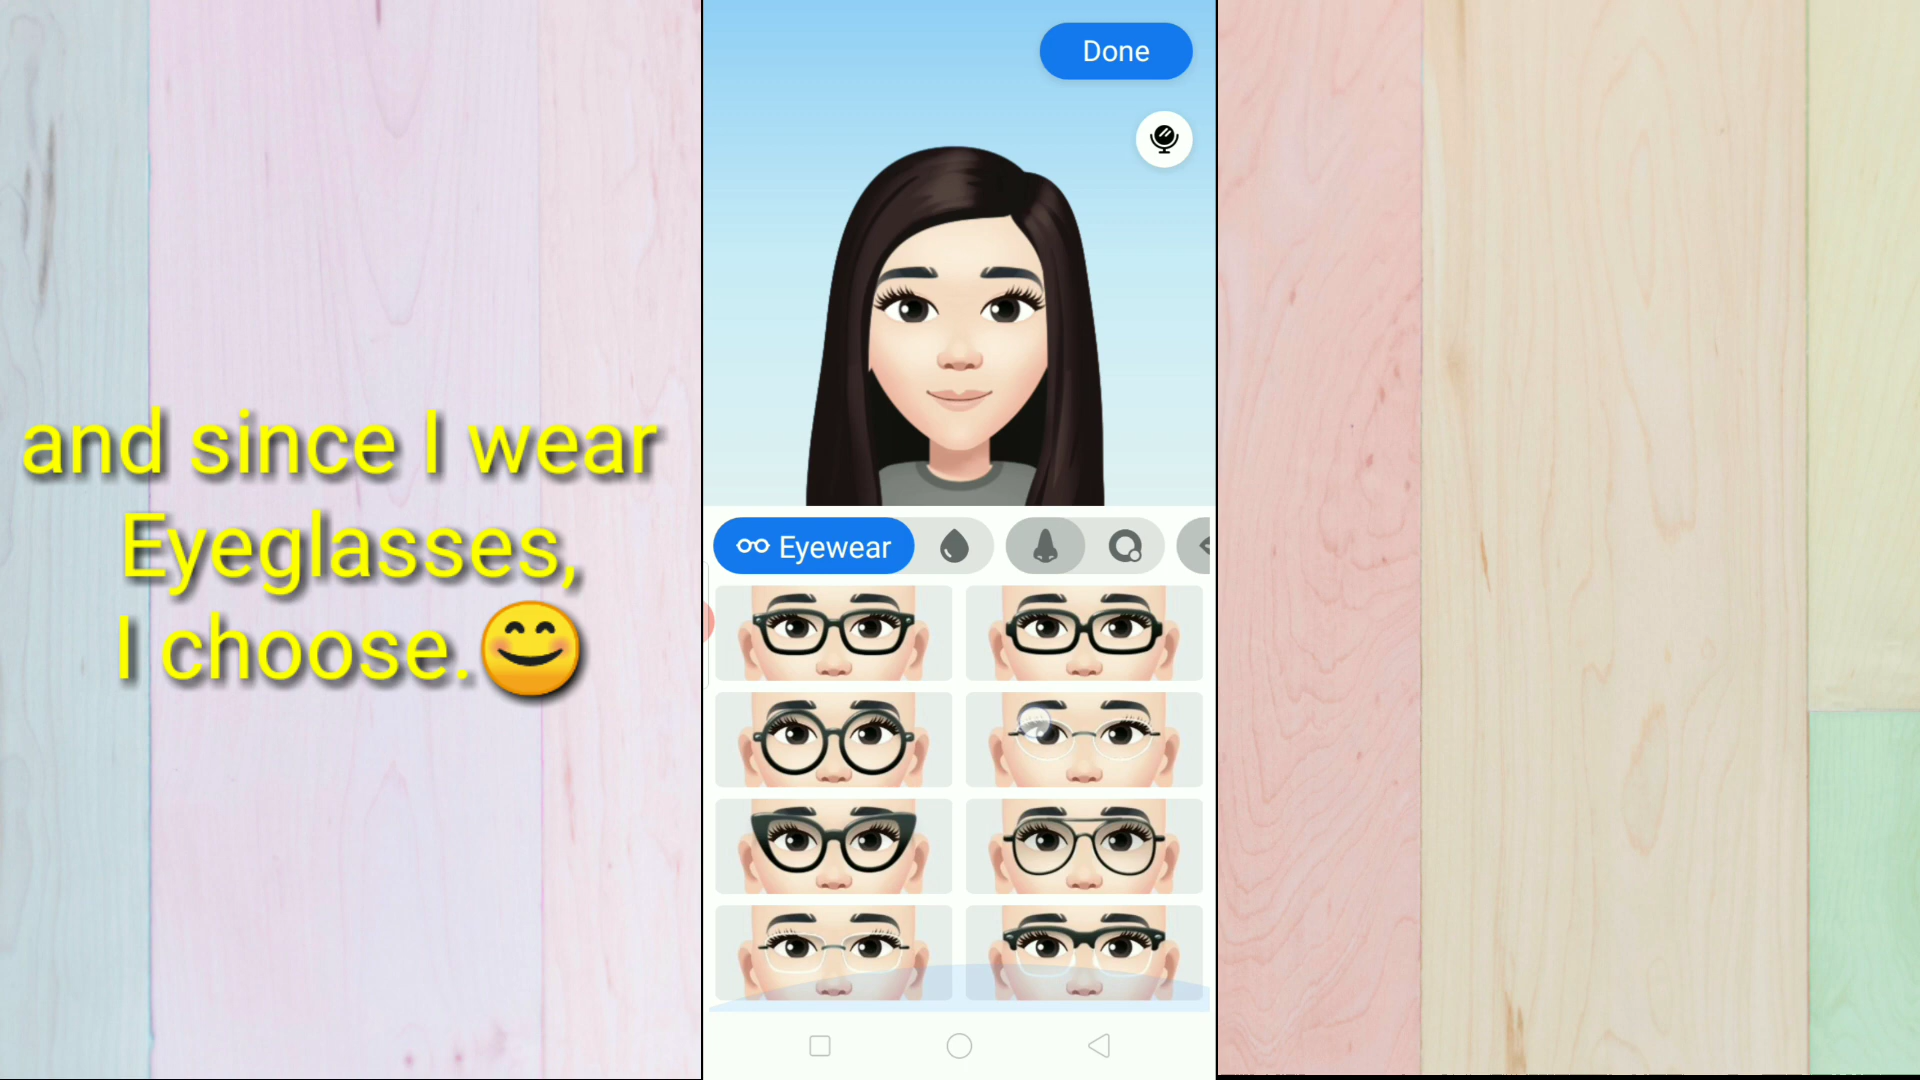 and since I wear
Eyeglasses,
I choose.😊
Done
Eyewear